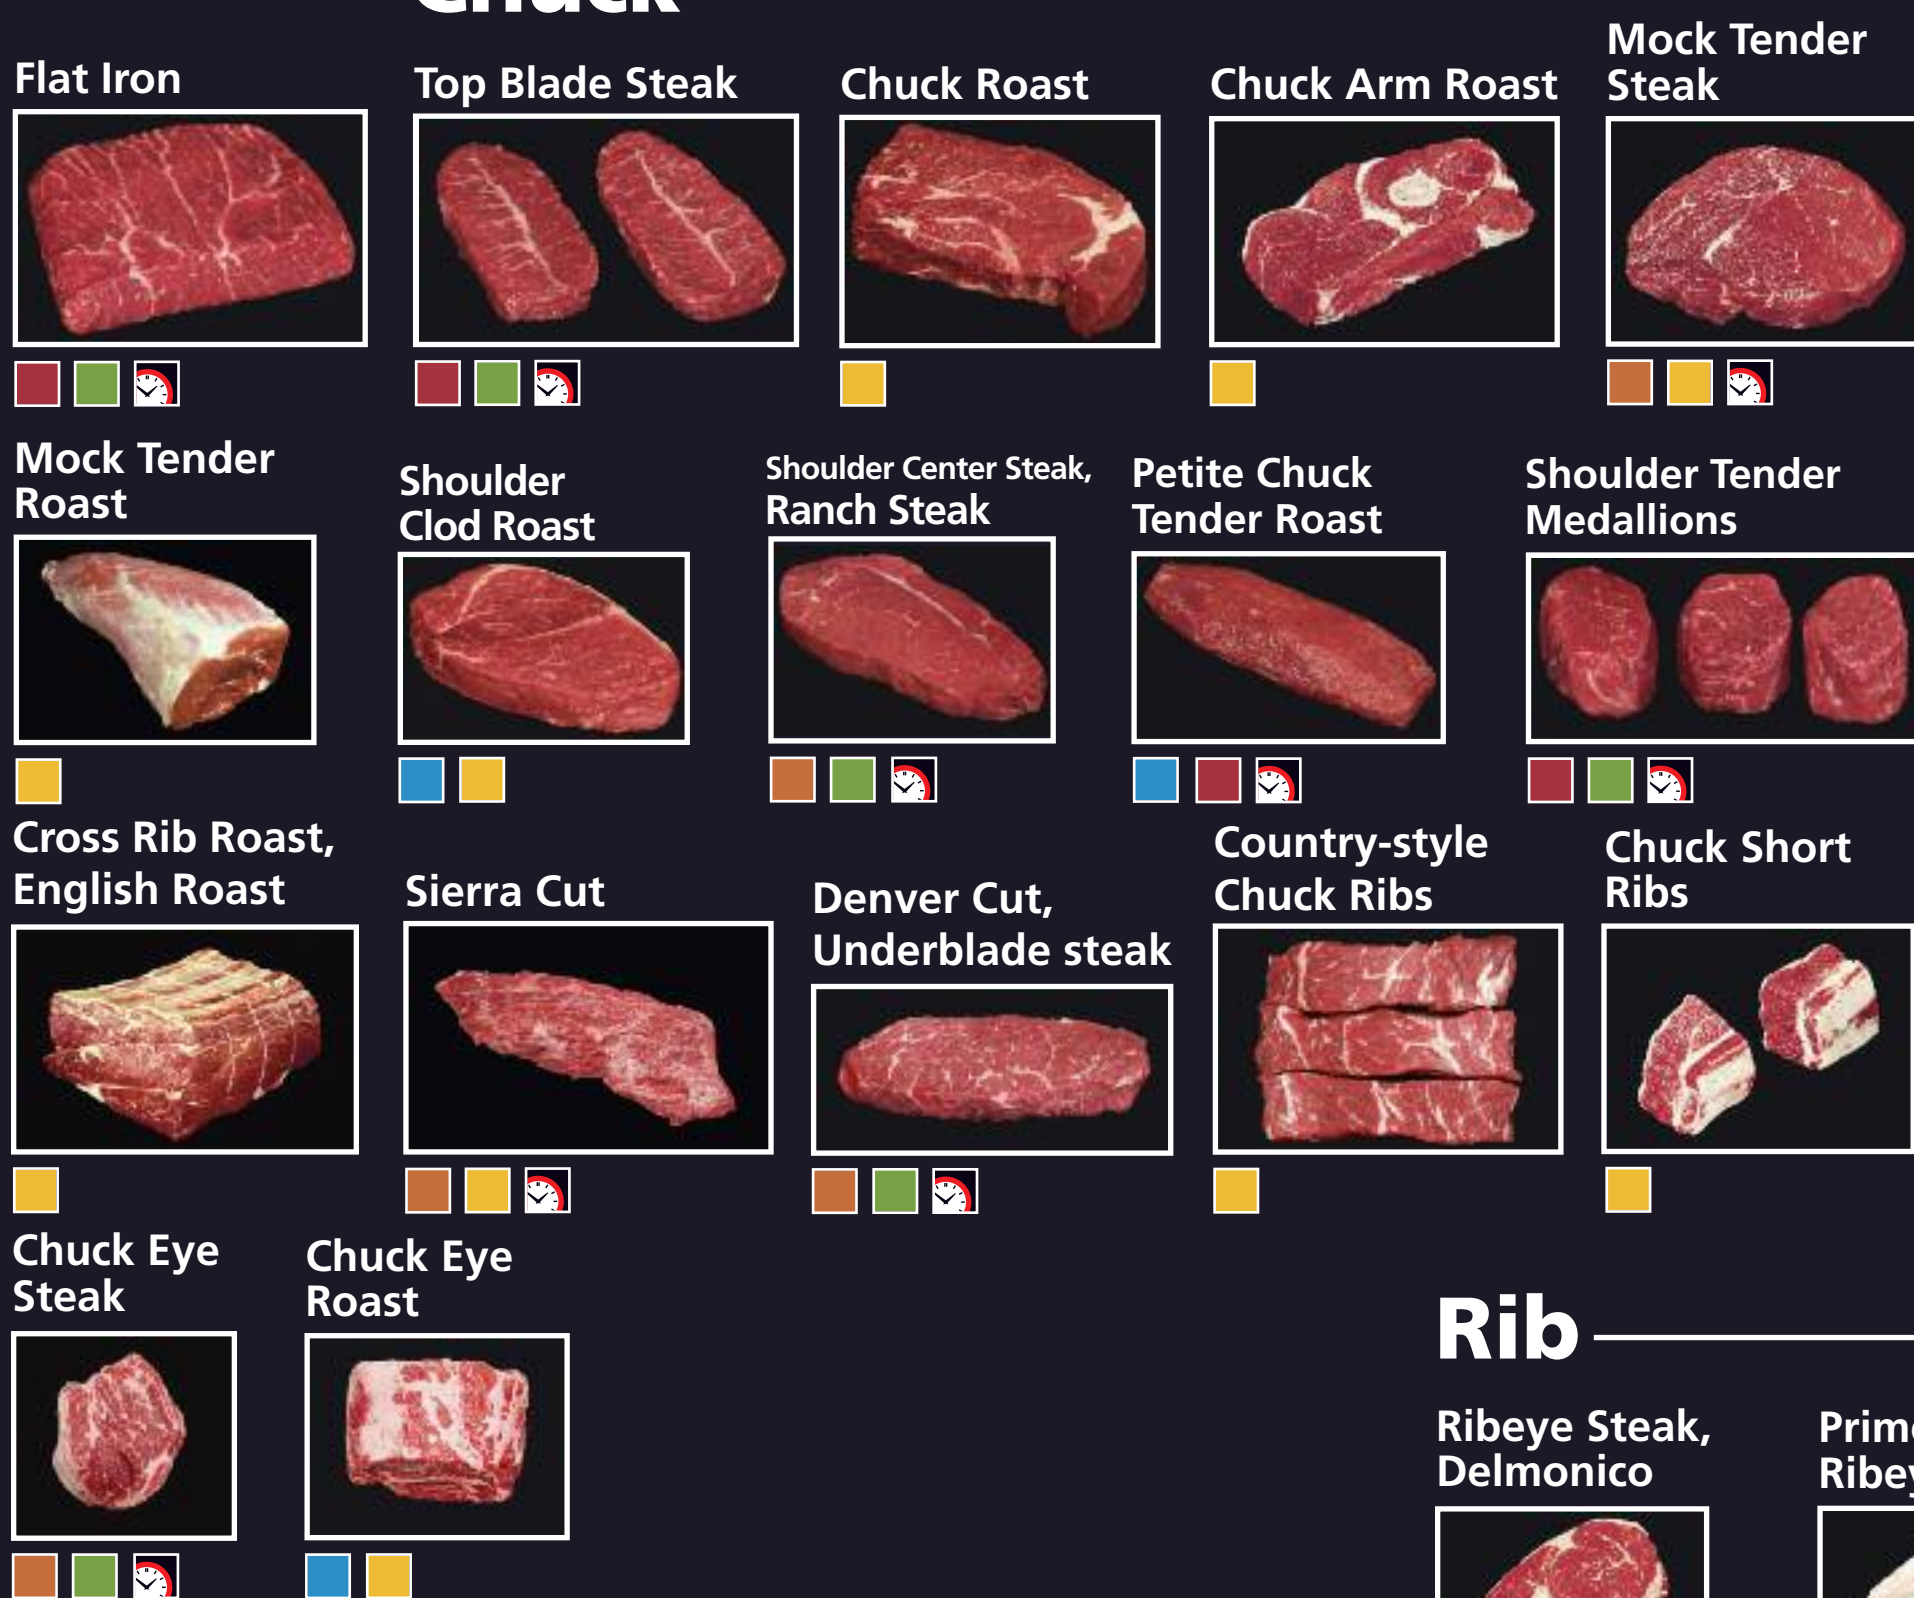 Chuck
Flat Iron
Top Blade Steak
Chuck Roast
Chuck Arm Roast
Mock Tender
Steak
Mock Tender
Roast
Shoulder
Clod Roast
Shoulder Center Steak,
Ranch Steak
Petite Chuck
Tender Roast
Shoulder Tender
Medallions
Cross Rib Roast,
English Roast
Sierra Cut
Denver Cut,
Underblade steak
Country-style
Chuck Ribs
Chuck Short
Ribs
Chuck Eye
Steak
Chuck Eye
Roast
Rib
Ribeye Steak,
Delmonico